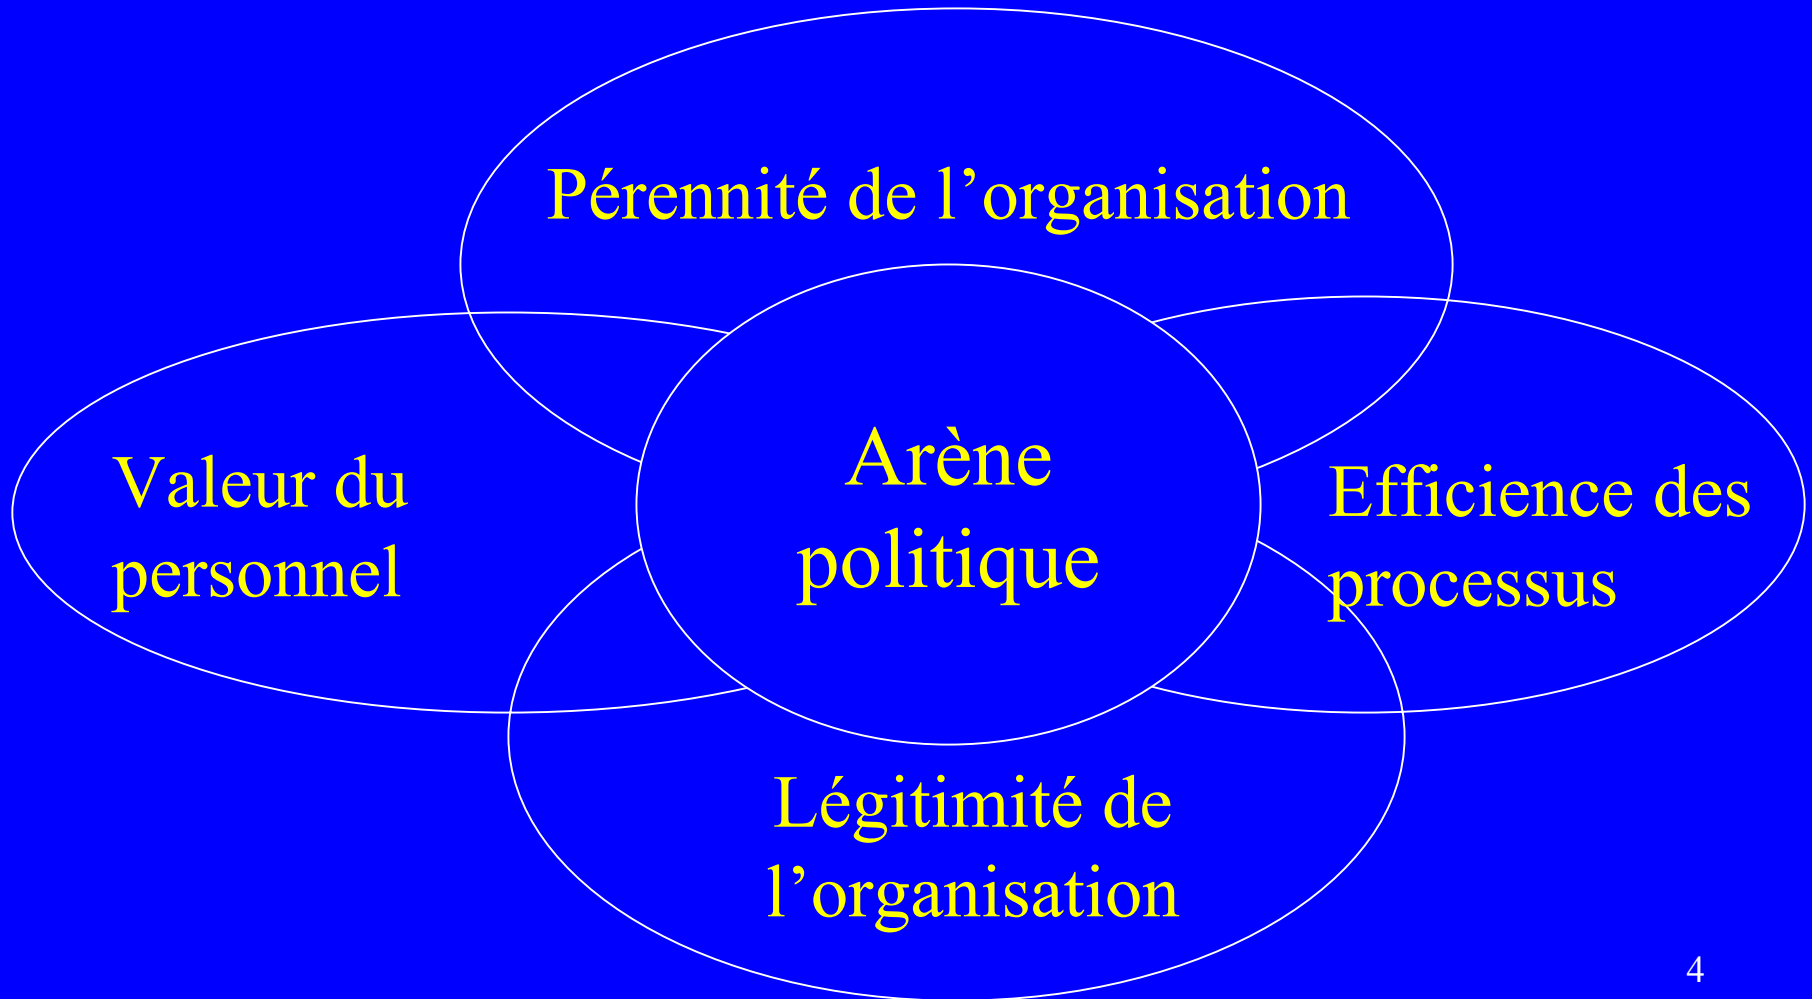 Pérennité de l’organisation
Valeur du
personnel
Arène
politique
Efficience des
processus
Légitimité de
l’organisation
4